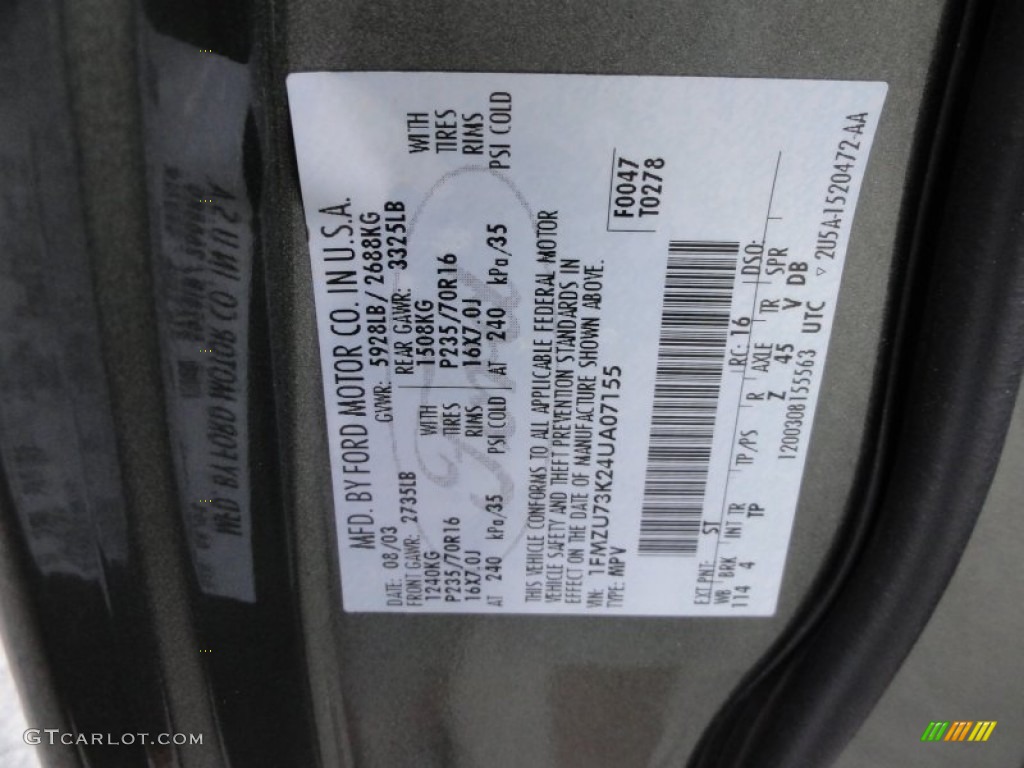 MFD. BY FORD MOTOR CO. IN U.S.A.
DATE: 08/03 GVWR: 5928LB/2688KG
FRONT GAWR: 2735LB REAR GAWR: 3325LB
1240KG WITH 1508KG WITH
P235/70R16 TIRES P235/70R16 TIRES
16X7.0J RIMS 16X7.0J RIMS
AT 240 kPa/35 PSI COLD AT 240 kPa/35 PSI COLD
THIS VEHICLE CONFORMS TO ALL APPLICABLE FEDERAL MOTOR
VEHICLE SAFETY AND THEFT PREVENTION STANDARDS IN
EFFECT ON THE DATE OF MANUFACTURE SHOWN ABOVE.
VIN: 1FMZU73K24UA07155
TYPE: MPV
F0047
T0278
EXT PNT: ST RC: 16 DSO:
WB BRK INT TR TP/PS R AXLE TR SPR
114 4 TP Z 45 V DB
12003081 55563 UTC ▽ 2U5A-1520472-AA
GTCARLOT.COM